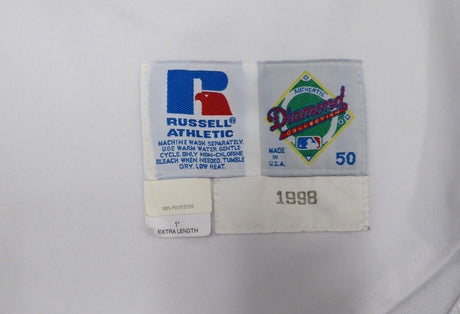 R
RUSSELL®
ATHLETIC
MACHINE WASH SEPARATELY.
USE WARM WATER, GENTLE
CYCLE. ONLY NON-CHLORINE
BLEACH WHEN NEEDED. TUMBLE
DRY. LOW HEAT.
AUTHENTIC
Diamond
COLLECTION
MADE IN
U.S.A.
50
100% POLYESTER
1"
EXTRA LENGTH
1998